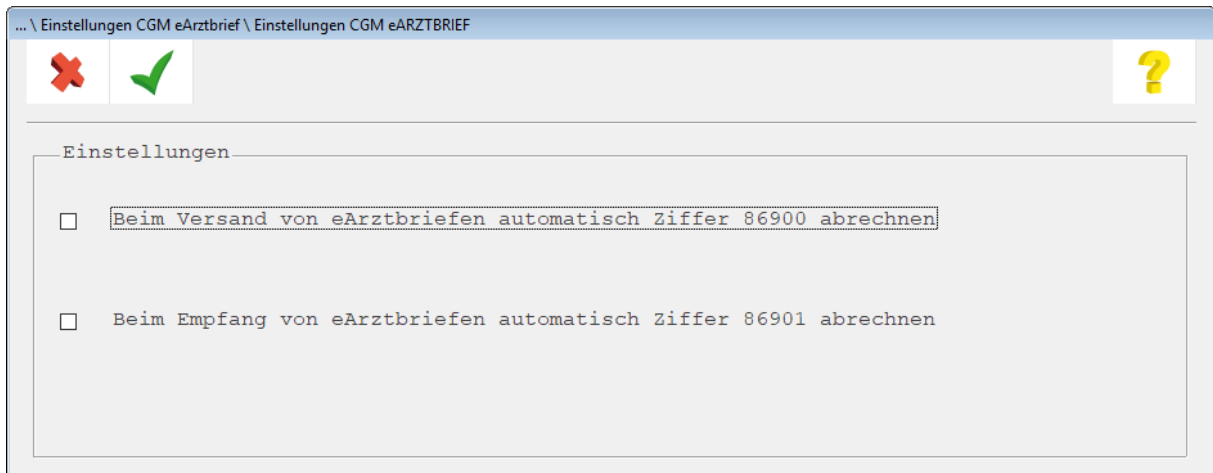 ... \ Einstellungen CGM eArztbrief \ Einstellungen CGM eARZTBRIEF
Einstellungen
Beim Versand von eArztbriefen automatisch Ziffer 86900 abrechnen
Beim Empfang von eArztbriefen automatisch Ziffer 86901 abrechnen